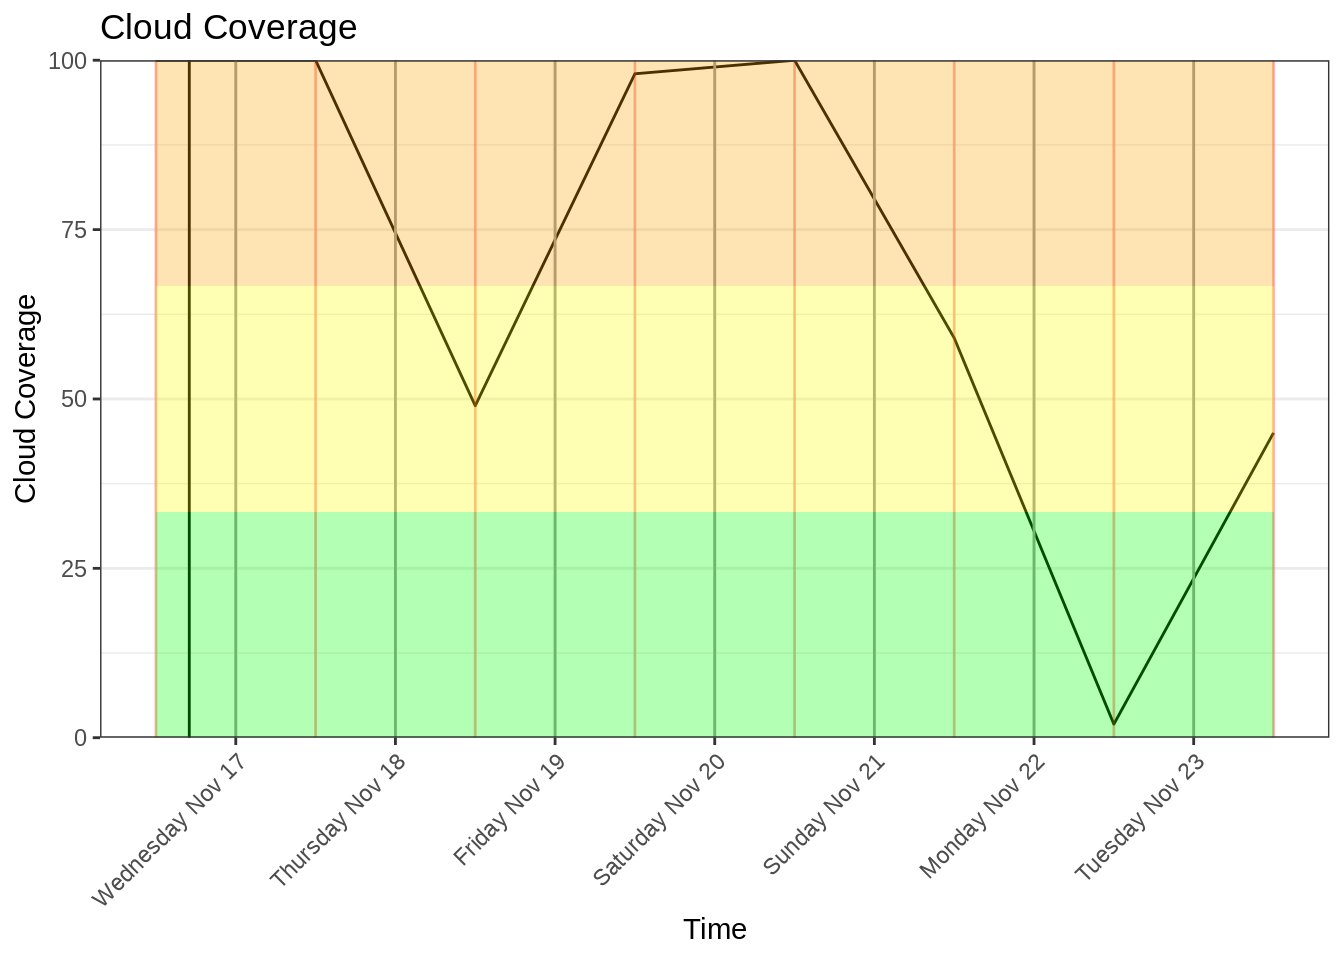 Cloud Coverage
100
75
50
25
0
Cloud Coverage
Wednesday Nov 17
Thursday Nov 18
Friday Nov 19
Saturday Nov 20
Sunday Nov 21
Monday Nov 22
Tuesday Nov 23
Time